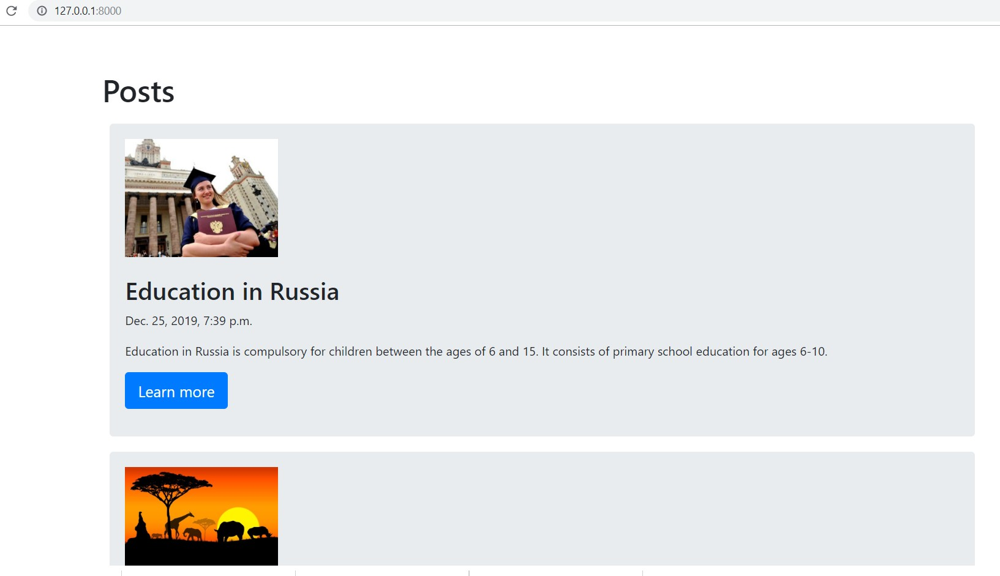 127.0.0.1:8000
Posts
Education in Russia
Dec. 25, 2019, 7:39 p.m.
Education in Russia is compulsory for children between the ages of 6 and 15. It consists of primary school education for ages 6-10.
Learn more